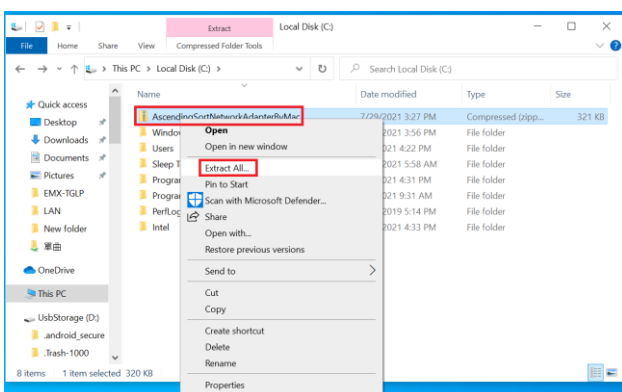 Extract
Local Disk (C:)
File
Home
Share
View
Compressed Folder Tools
This PC > Local Disk (C:) >
Search Local Disk (C:)
Name
Date modified
Type
Size
Quick access
Desktop
Downloads
Documents
Pictures
EMX-TGLP
LAN
New folder
單曲
OneDrive
This PC
UsbStorage (D:)
.android_secure
.Trash-1000
AscendingSortNetworkAdapterByMac
7/29/2021 3:27 PM
Compressed (zipp...
321 KB
Window
2021 3:56 PM
File folder
Users
021 4:22 PM
File folder
Sleep T
2021 5:58 AM
File folder
Progra
021 4:31 PM
File folder
Progra
021 9:31 AM
File folder
PerfLog
2019 5:14 PM
File folder
Intel
2021 4:33 PM
File folder
Open
Open in new window
Extract All...
Pin to Start
Scan with Microsoft Defender...
Share
Open with...
Restore previous versions
Send to
Cut
Copy
Create shortcut
Delete
Rename
Properties
8 items
1 item selected 320 KB